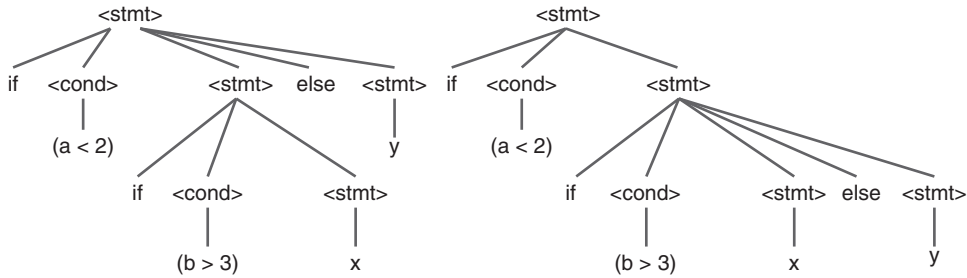 <stmt> <stmt>
if <cond> <stmt> else <stmt> if <cond> <stmt>
(a < 2) y (a < 2)
if <cond> <stmt> if <cond> <stmt> else <stmt>
(b > 3) x (b > 3) x y